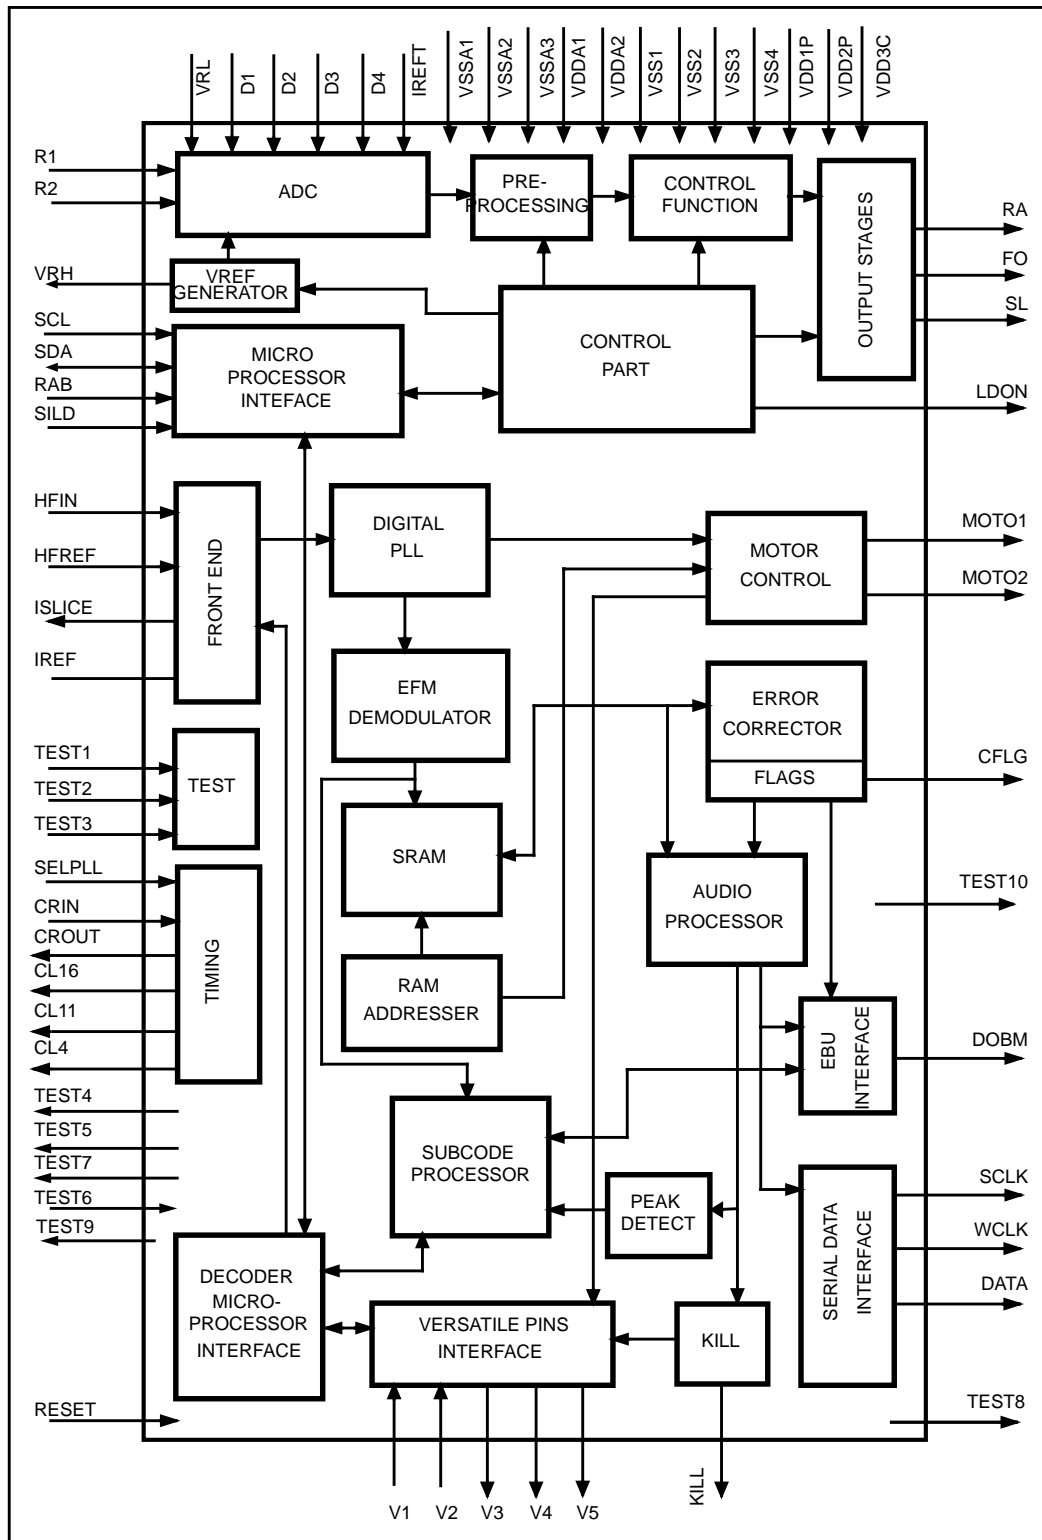 VRL
D1
D2
D3
D4
IREFT
VSSA1
VSSA2
VSSA3
VDDA1
VDDA2
VSS1
VSS2
VSS3
VSS4
VDD1P
VDD2P
VDD3C
R1
R2
VRH
SCL
SDA
RAB
SILD
ADC
PRE-
PROCESSING
CONTROL
FUNCTION
OUTPUT STAGES
RA
FO
SL
LDON
VREF
GENERATOR
MICRO
PROCESSOR
INTEFACE
CONTROL
PART
HFIN
HFREF
ISLICE
IREF
FRONT END
DIGITAL
PLL
MOTOR
CONTROL
MOTO1
MOTO2
EFM
DEMODULATOR
ERROR
CORRECTOR
FLAGS
CFLG
TEST1
TEST2
TEST3
TEST
SRAM
SELPLL
CRIN
CROUT
CL16
CL11
CL4
TIMING
AUDIO
PROCESSOR
TEST10
RAM
ADDRESSER
EBU
INTERFACE
DOBM
TEST4
TEST5
TEST7
TEST6
TEST9
SUBCODE
PROCESSOR
PEAK
DETECT
SERIAL DATA
INTERFACE
SCLK
WCLK
DATA
DECODER
MICRO-
PROCESSOR
INTERFACE
VERSATILE PINS
INTERFACE
KILL
RESET
TEST8
V1
V2
V3
V4
V5
KILL